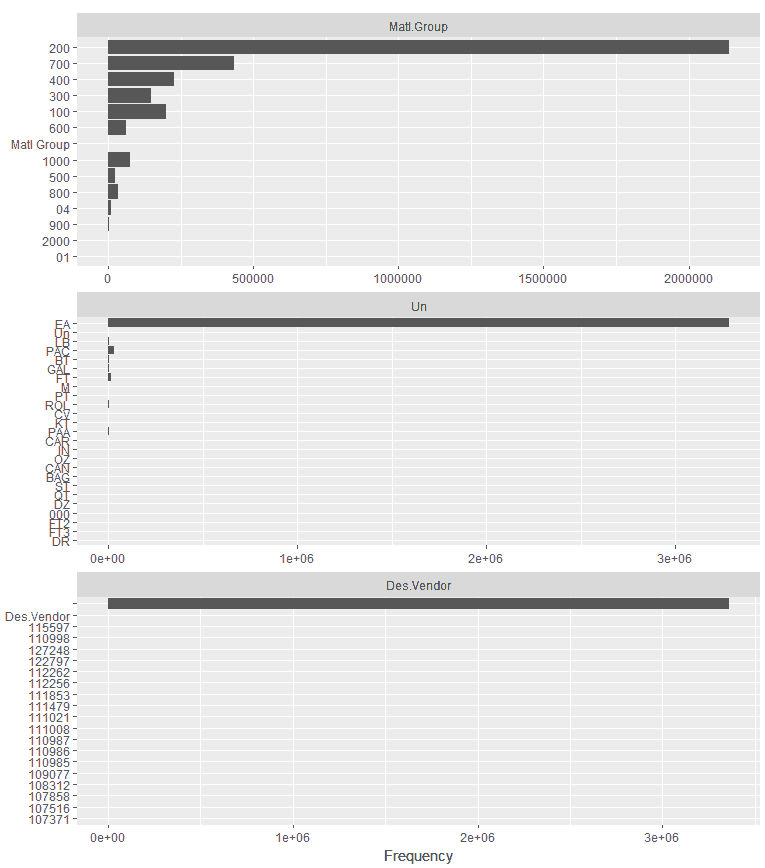 Matl.Group
200
700
400
300
100
600
Matl Group
1000
500
800
04
900
2000
01
0 500000 1000000 1500000 2000000
Un
EA
Un
LB
PAC
BT
GAL
FT
M
PT
ROL
CV
KT
PAA
CAR
IN
OZ
CAN
BAG
ST
QT
DZ
000
FT2
FT3
DR
0e+00 1e+06 2e+06 3e+06
Des.Vendor
Des.Vendor
115597
110998
127248
122797
112262
112256
111853
111479
111021
111008
110987
110986
110985
109077
108312
107858
107516
107371
0e+00 1e+06 2e+06 3e+06
Frequency